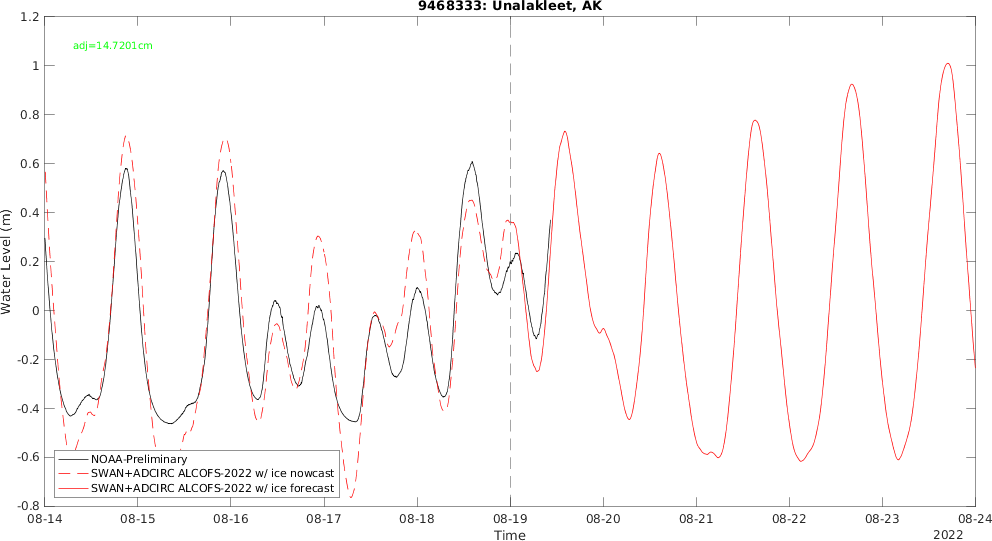 9468333: Unalakleet, AK
adj=14.7201cm
Water Level (m)
1.2
1
0.8
0.6
0.4
0.2
0
-0.2
-0.4
-0.6
-0.8
NOAA-Preliminary
SWAN+ADCIRC ALCOFS-2022 w/ ice nowcast
SWAN+ADCIRC ALCOFS-2022 w/ ice forecast
08-14 08-15 08-16 08-17 08-18 08-19 08-20 08-21 08-22 08-23 08-24
Time
2022